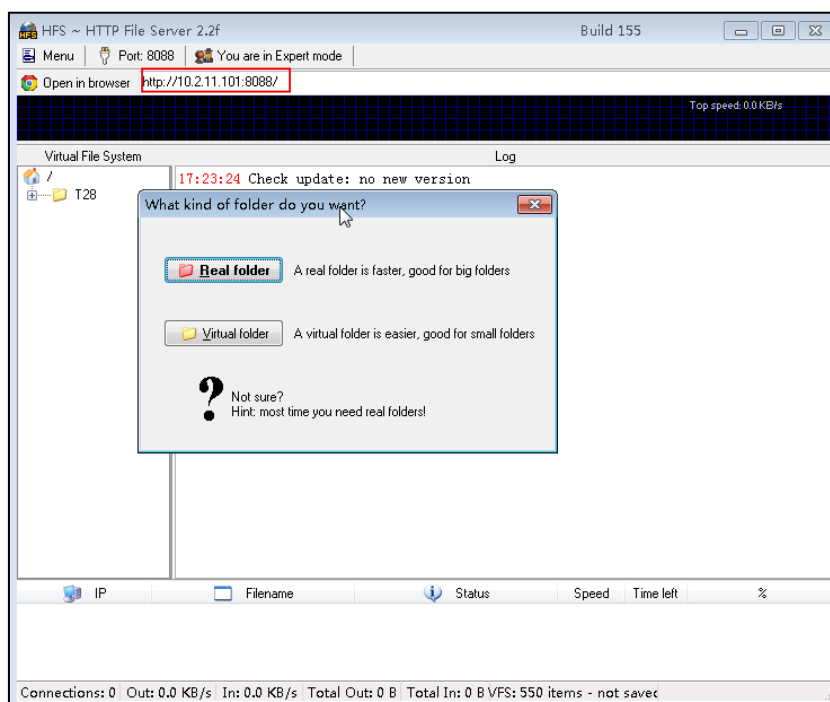 HFS ~ HTTP File Server 2.2f Build 155
Menu Port: 8088 You are in Expert mode
Open in browser http://10.2.11.101:8088/
Top speed: 0.0 KB/s
Virtual File System Log
/ 17:23:24 Check update: no new version
T28
What kind of folder do you want?
Real folder A real folder is faster, good for big folders
Virtual folder A virtual folder is easier, good for small folders
? Not sure?
Hint: most time you need real folders!
IP Filename Status Speed Time left %
Connections: 0 Out: 0.0 KB/s In: 0.0 KB/s Total Out: 0 B Total In: 0 B VFS: 550 items - not saved